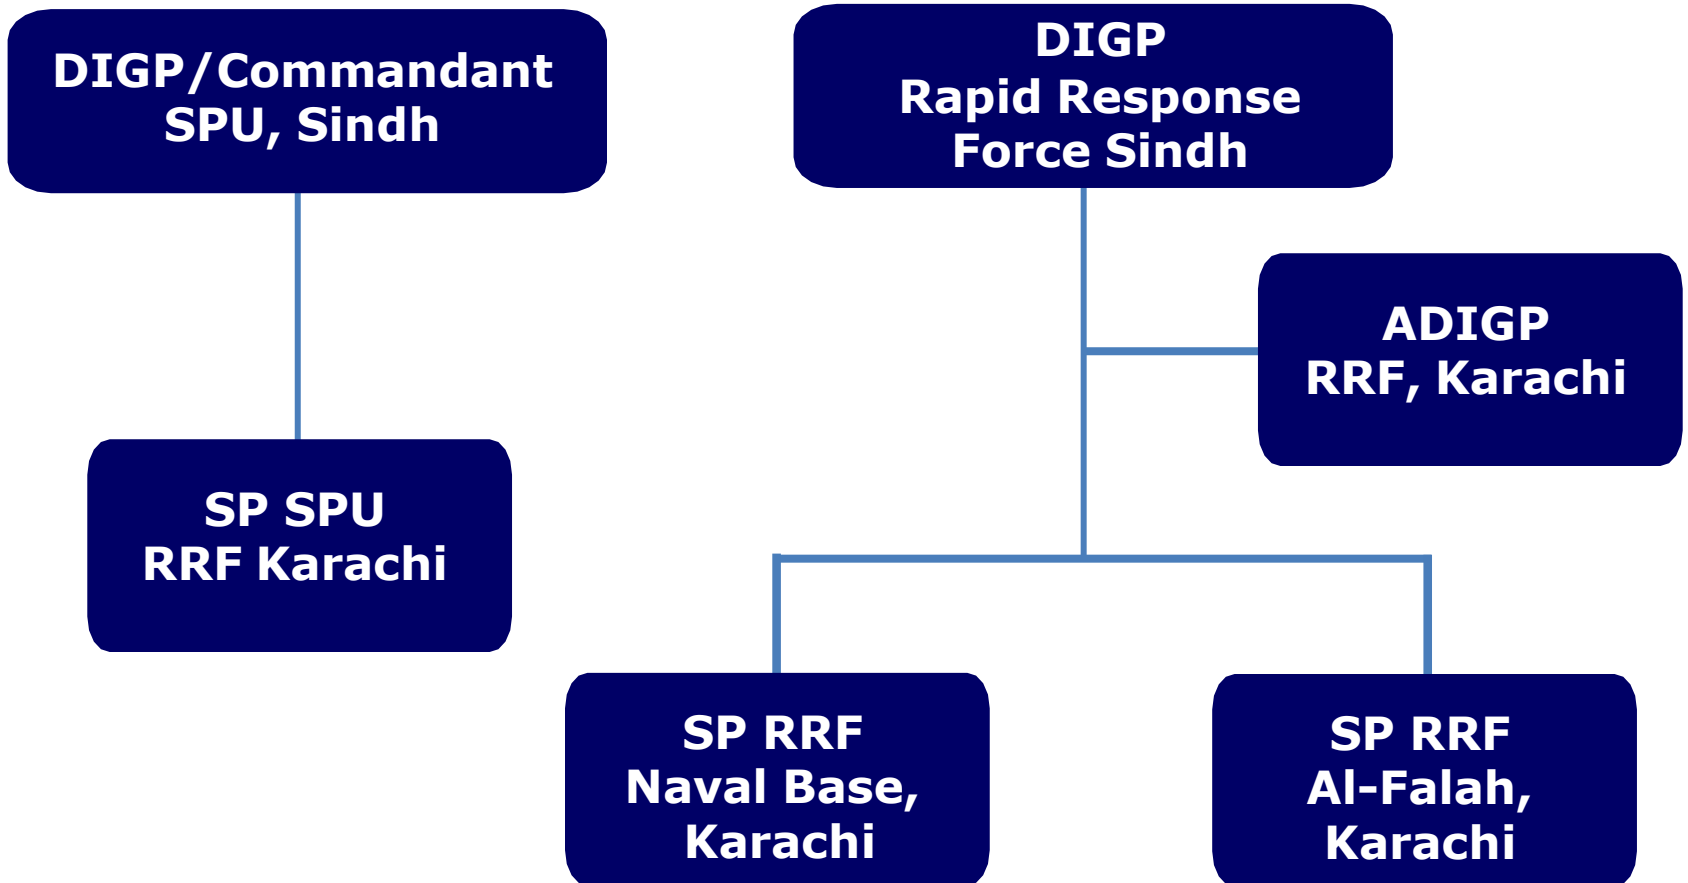 DIGP/Commandant
SPU, Sindh
DIGP
Rapid Response
Force Sindh
ADIGP
RRF, Karachi
SP SPU
RRF Karachi
SP RRF
Naval Base,
Karachi
SP RRF
Al-Falah,
Karachi